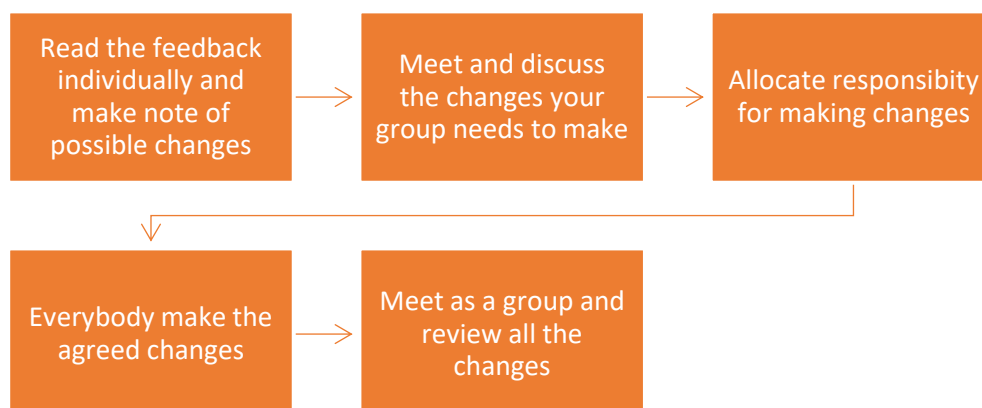 Read the feedback
individually and
make note of
possible changes
Meet and discuss
the changes your
group needs to make
Allocate responsibity
for making changes
Everybody make the
agreed changes
Meet as a group and
review all the
changes